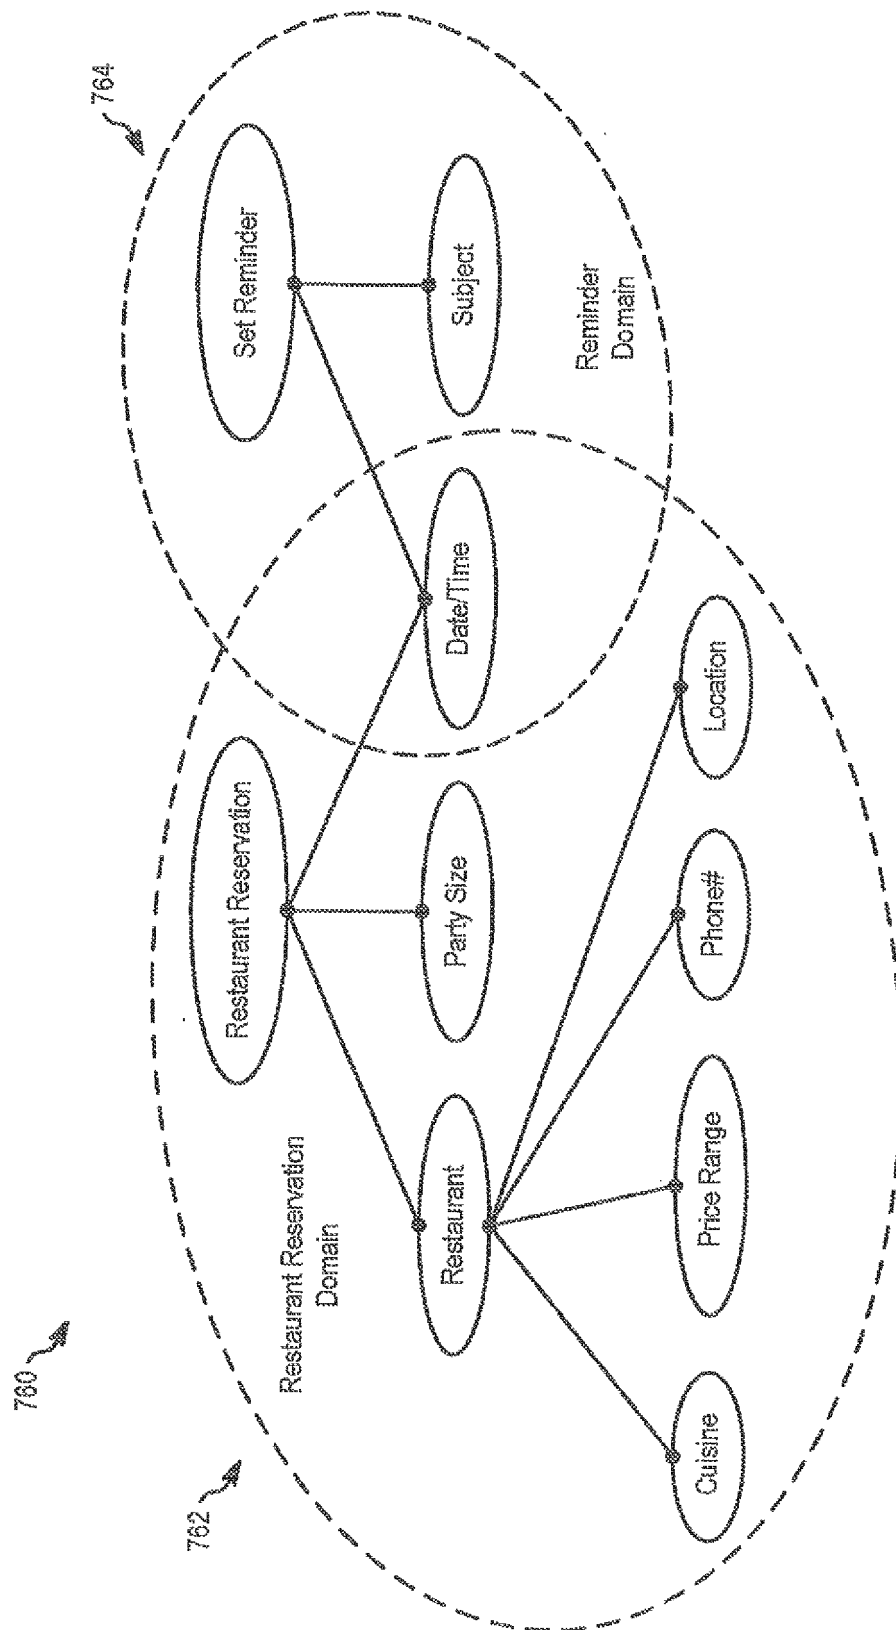 760
762
764
Restaurant Reservation
Domain
Restaurant Reservation
Set Reminder
Restaurant
Party Size
Date/Time
Subject
Reminder
Domain
Cuisine
Price Range
Phone#
Location